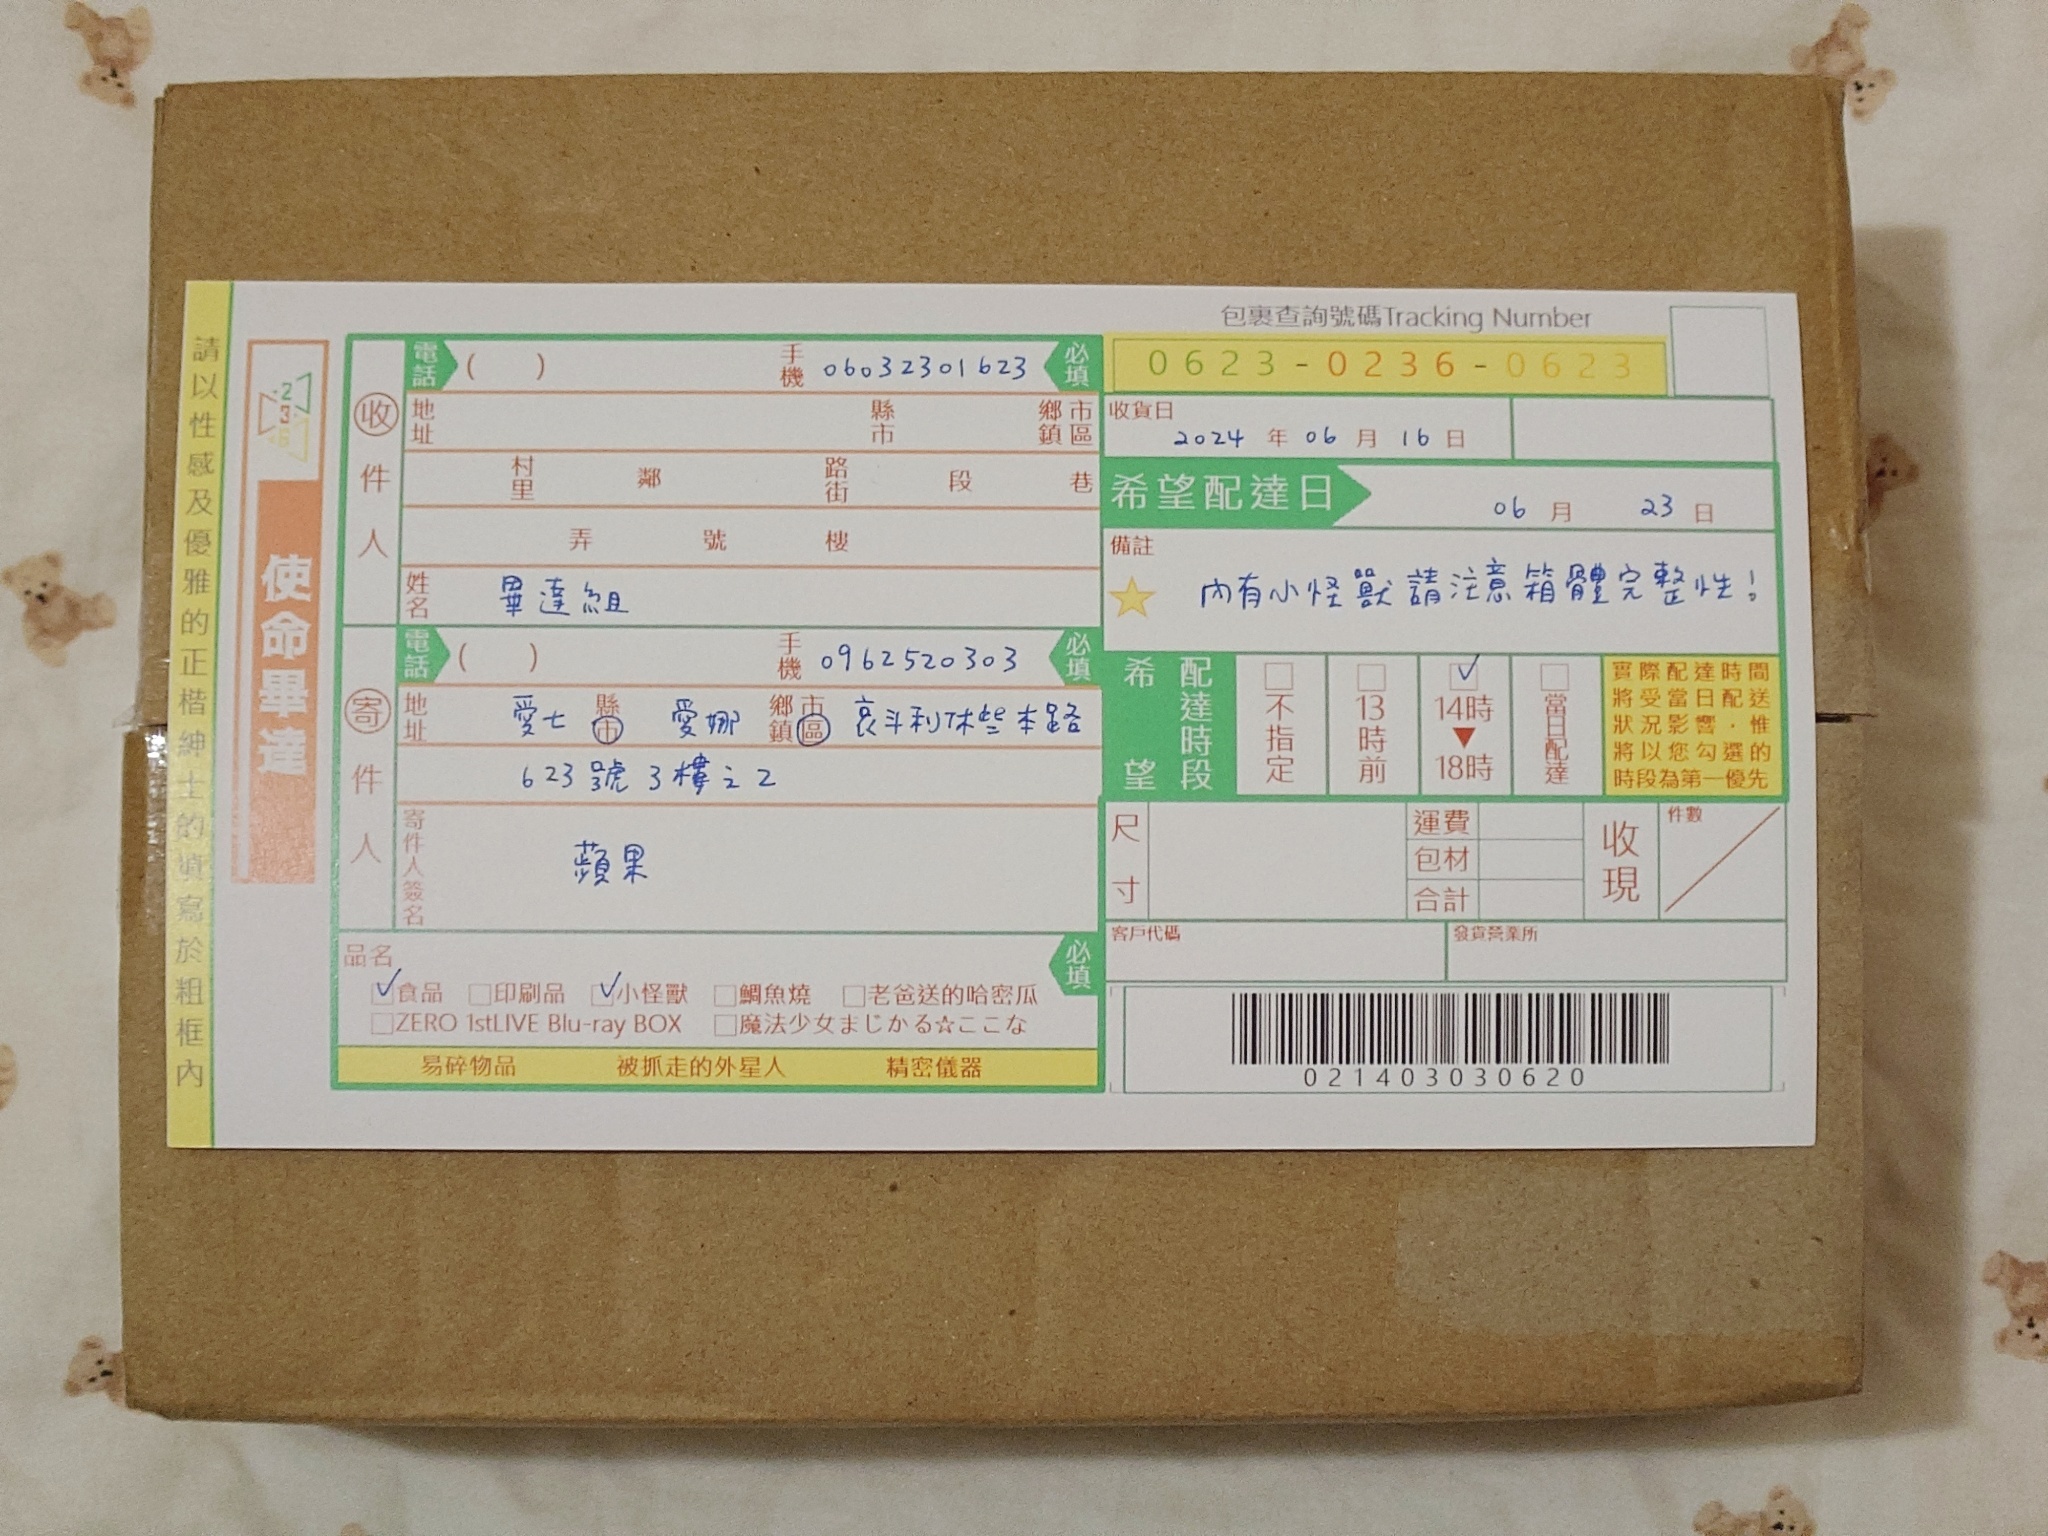 請以性感及優雅的正楷紳士的填寫於粗框內
236
使命畢達
包裹查詢號碼Tracking Number
0623-0236-0623
收件人
電話 ( ) 手機 06032301623 必填
地址 縣市 鄉鎮 市區
村里 鄰 路街 段 巷
弄 號 樓
姓名 畢達組
寄件人
電話 ( ) 手機 0962520303 必填
地址 愛七 縣市 愛娜 鄉鎮 市區 哀斗利休些本路
623號3樓之2
寄件人簽名 蘋果
品名 必填
食品 印刷品 小怪獸 鯛魚燒 老爸送的哈密瓜
ZERO 1stLIVE Blu-ray BOX 魔法少女まじかる☆ここな
易碎物品 被抓走的外星人 精密儀器
收貨日
2024 年 06 月 16 日
希望配達日 06 月 23 日
備註
內有小怪獸請注意箱體完整性!
希望配達時段
不指定
13時前
14時▼18時
當日配達
實際配達時間
將受當日配送
狀況影響,惟
將以您勾選的
時段為第一優先
尺寸
運費
包材
合計
收現
件數
客戶代碼
發貨營業所
021403030620